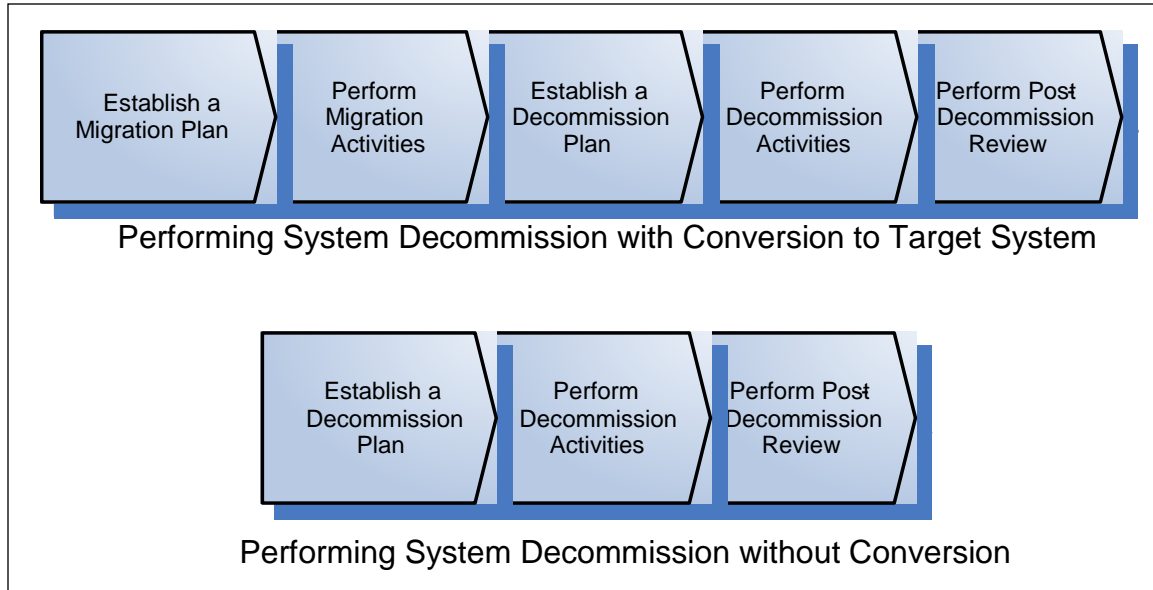 Establish a
Migration Plan
Perform
Migration
Activities
Establish a
Decommission
Plan
Perform
Decommission
Activities
Perform Post
Decommission
Review
Performing System Decommission with Conversion to Target System
Establish a
Decommission
Plan
Perform
Decommission
Activities
Perform Post
Decommission
Review
Performing System Decommission without Conversion